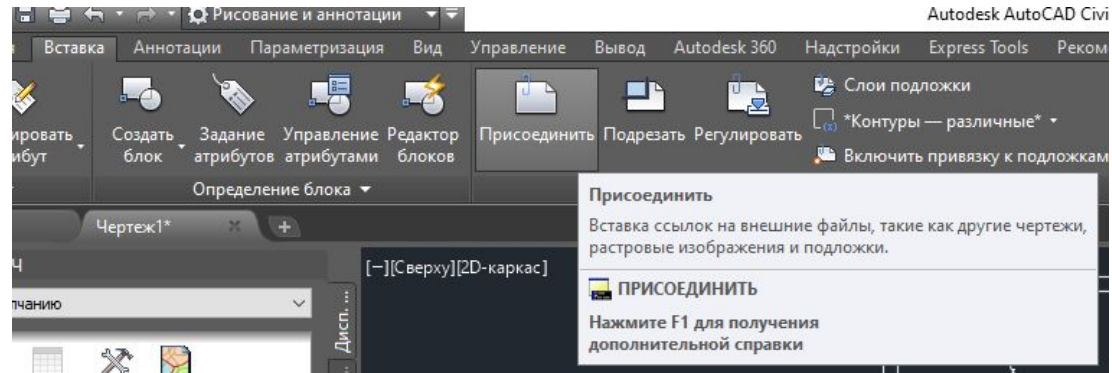 Рисование и аннотации
Autodesk AutoCAD Civi
Вставка Аннотации Параметризация Вид Управление Вывод Autodesk 360 Надстройки Express Tools Реком
Слои подложки
*Контуры — различные*
Включить привязку к подложкам
ировать Создать Задание Управление Редактор Присоединить Подрезать Регулировать
ибут блок атрибутов атрибутами блоков
Определение блока
Присоединить
Вставка ссылок на внешние файлы, такие как другие чертежи,
растровые изображения и подложки.
ПРИСОЕДИНИТЬ
Нажмите F1 для получения
дополнительной справки
Чертеж1*
[−][Сверху][2D-каркас]
лчанию
Дисп. ...